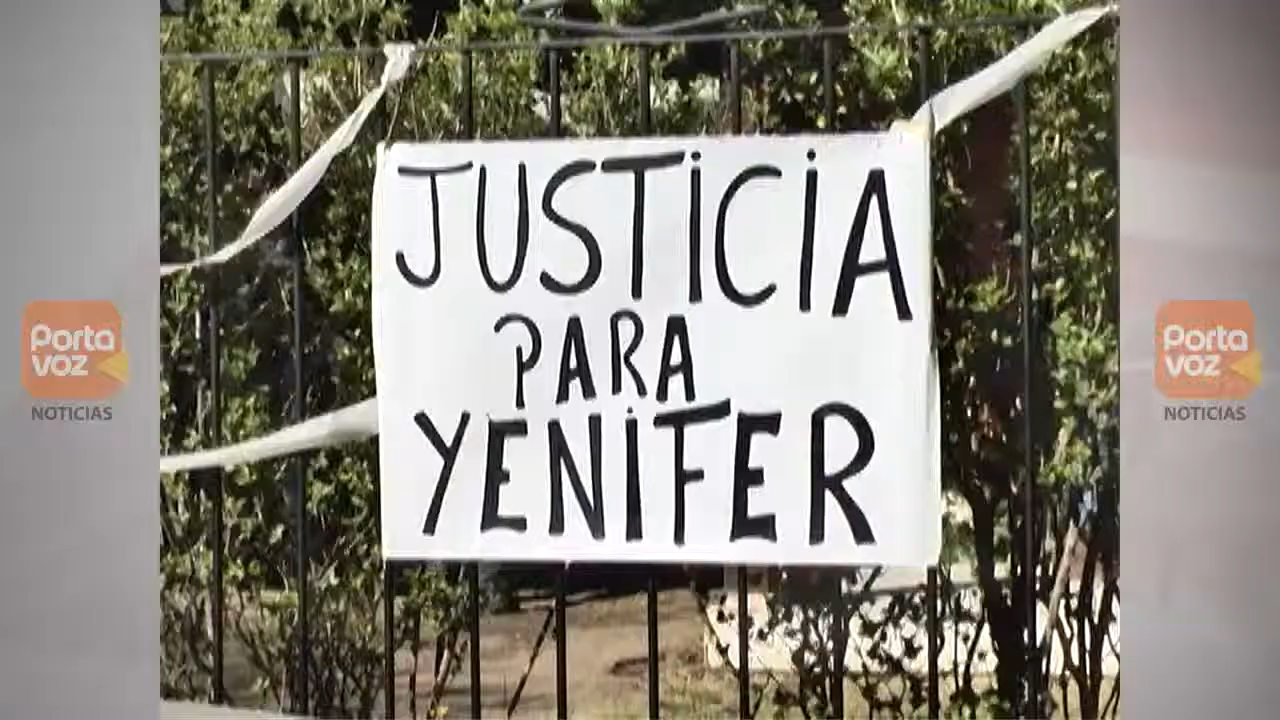 JUSTICIA
PARA
YENIFER
Porta
voz
NOTICIAS
Porta
voz
NOTICIAS